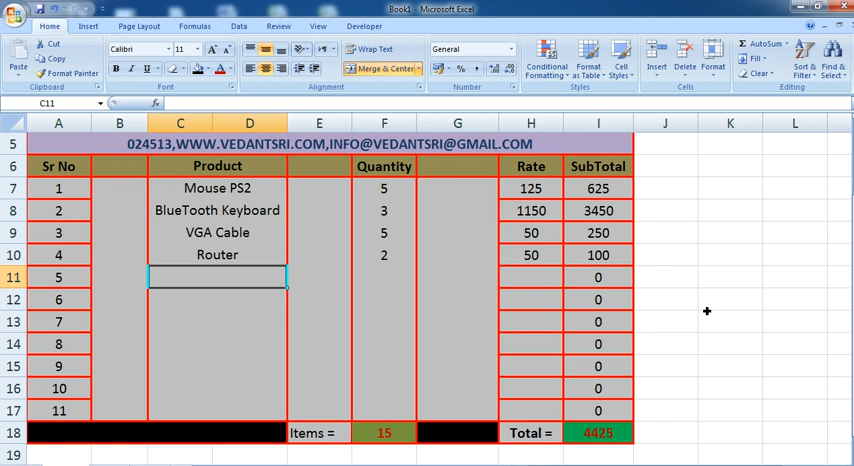 Book1 - Microsoft Excel
Home Insert Page Layout Formulas Data Review View Developer
Cut Calibri 11 Wrap Text General AutoSum
Copy Fill
Paste Format Painter B I U Merge & Center % , Conditional Formatting Format as Table Cell Styles Insert Delete Format Clear Sort & Filter Find & Select
Clipboard Font Alignment Number Styles Cells Editing
C11 fx
A B C D E F G H I J K L
5 024513,WWW.VEDANTSRI.COM,INFO@VEDANTSRI@GMAIL.COM
6 Sr No Product Quantity Rate SubTotal
7 1 Mouse PS2 5 125 625
8 2 BlueTooth Keyboard 3 1150 3450
9 3 VGA Cable 5 50 250
10 4 Router 2 50 100
11 5 0
12 6 0
13 7 0
14 8 0
15 9 0
16 10 0
17 11 0
18 Items = 15 Total = 4425
19